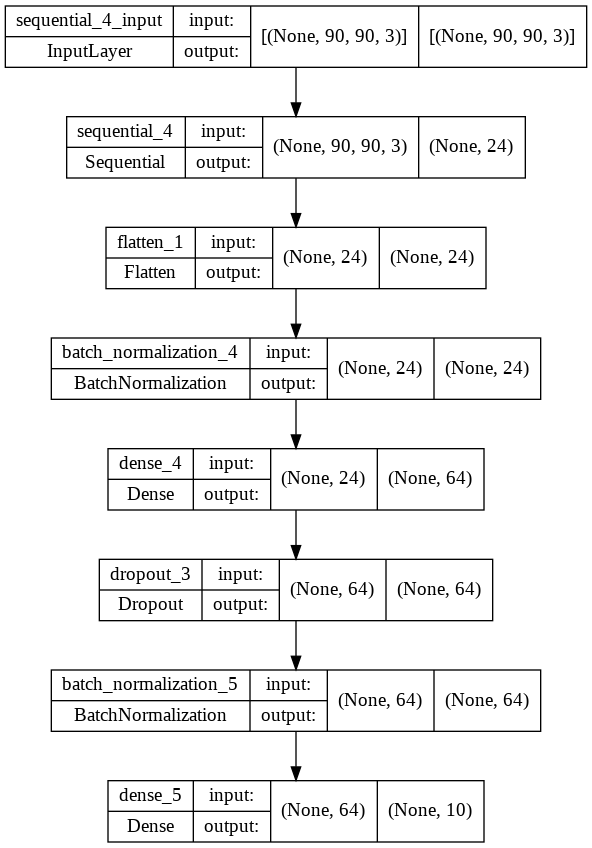 sequential_4_input input: [(None, 90, 90, 3)] [(None, 90, 90, 3)]
InputLayer output:
sequential_4 input: (None, 90, 90, 3) (None, 24)
Sequential output:
flatten_1 input: (None, 24) (None, 24)
Flatten output:
batch_normalization_4 input: (None, 24) (None, 24)
BatchNormalization output:
dense_4 input: (None, 24) (None, 64)
Dense output:
dropout_3 input: (None, 64) (None, 64)
Dropout output:
batch_normalization_5 input: (None, 64) (None, 64)
BatchNormalization output:
dense_5 input: (None, 64) (None, 10)
Dense output: